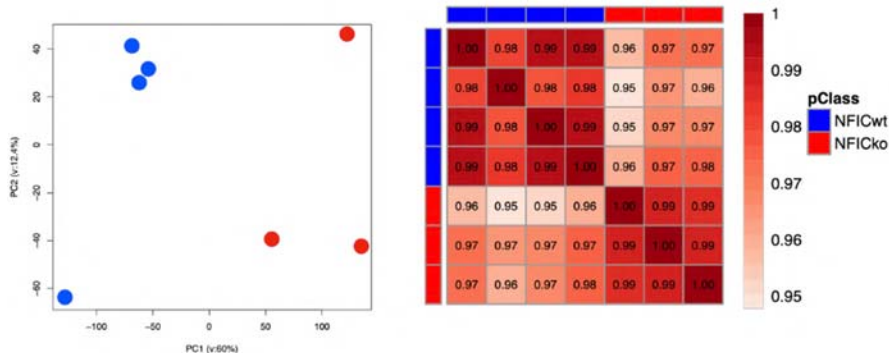 40
20
0
−20
−40
−60
PC2 (v:12.4%)
−100 −50 0 50 100
PC1 (v:60%)
1.00 0.98 0.99 0.99 0.96 0.97 0.97
0.98 1.00 0.98 0.98 0.95 0.97 0.96
0.99 0.98 1.00 0.99 0.95 0.97 0.97
0.99 0.98 0.99 1.00 0.96 0.97 0.98
0.96 0.95 0.95 0.96 1.00 0.99 0.99
0.97 0.97 0.97 0.97 0.99 1.00 0.99
0.97 0.96 0.97 0.98 0.99 0.99 1.00
1
0.99
0.98
0.97
0.96
0.95
pClass
NFICwt
NFICko